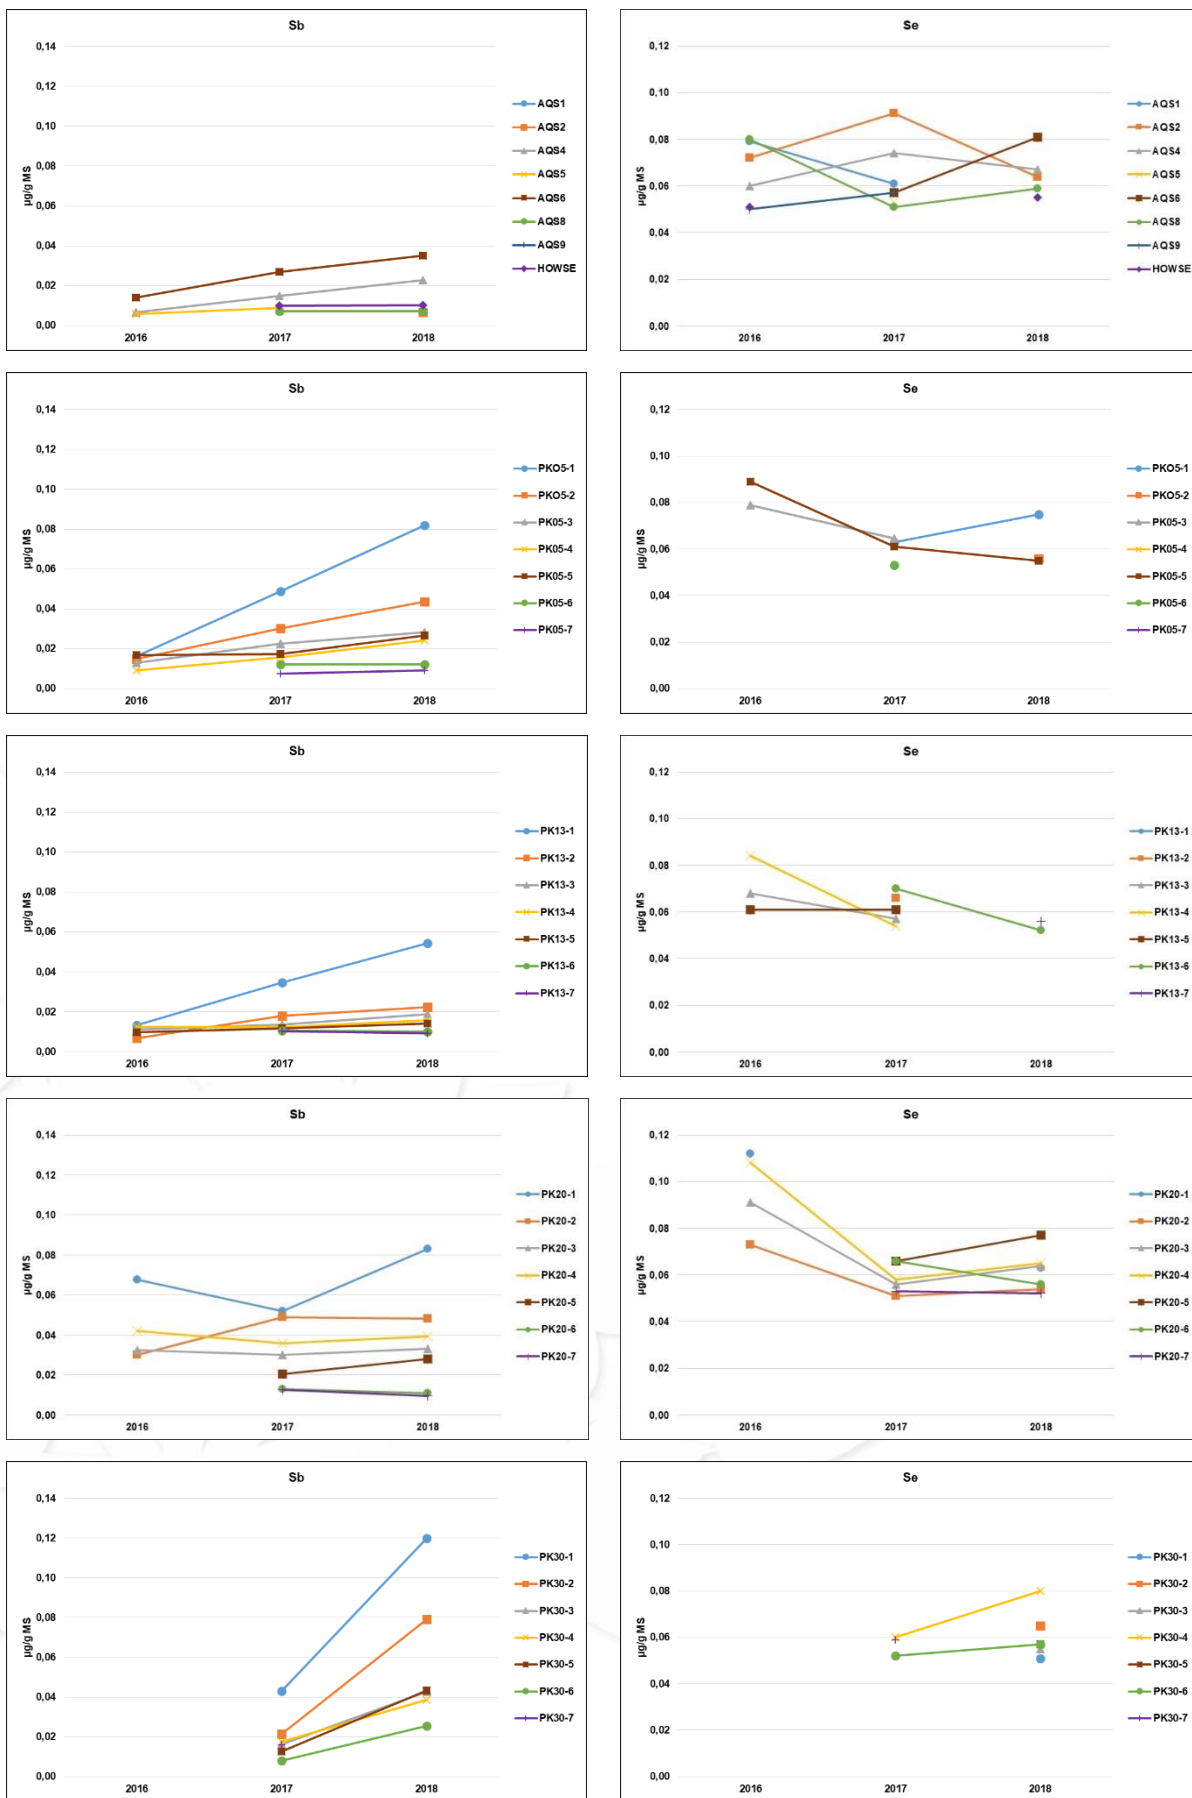 Sb
0,14
0,12
0,10
0,08
0,06
0,04
0,02
0,00
µg/g MS
2016 2017 2018
AQS1
AQS2
AQS4
AQS5
AQS6
AQS8
AQS9
HOWSE
Se
0,12
0,10
0,08
0,06
0,04
0,02
0,00
µg/g MS
2016 2017 2018
AQS1
AQS2
AQS4
AQS5
AQS6
AQS8
AQS9
HOWSE
Sb
0,14
0,12
0,10
0,08
0,06
0,04
0,02
0,00
µg/g MS
2016 2017 2018
PKO5-1
PKO5-2
PK05-3
PK05-4
PK05-5
PK05-6
PK05-7
Se
0,12
0,10
0,08
0,06
0,04
0,02
0,00
µg/g MS
2016 2017 2018
PKO5-1
PKO5-2
PK05-3
PK05-4
PK05-5
PK05-6
PK05-7
Sb
0,14
0,12
0,10
0,08
0,06
0,04
0,02
0,00
µg/g MS
2016 2017 2018
PK13-1
PK13-2
PK13-3
PK13-4
PK13-5
PK13-6
PK13-7
Se
0,12
0,10
0,08
0,06
0,04
0,02
0,00
µg/g MS
2016 2017 2018
PK13-1
PK13-2
PK13-3
PK13-4
PK13-5
PK13-6
PK13-7
Sb
0,14
0,12
0,10
0,08
0,06
0,04
0,02
0,00
µg/g MS
2016 2017 2018
PK20-1
PK20-2
PK20-3
PK20-4
PK20-5
PK20-6
PK20-7
Se
0,12
0,10
0,08
0,06
0,04
0,02
0,00
µg/g MS
2016 2017 2018
PK20-1
PK20-2
PK20-3
PK20-4
PK20-5
PK20-6
PK20-7
Sb
0,14
0,12
0,10
0,08
0,06
0,04
0,02
0,00
µg/g MS
2016 2017 2018
PK30-1
PK30-2
PK30-3
PK30-4
PK30-5
PK30-6
PK30-7
Se
0,12
0,10
0,08
0,06
0,04
0,02
0,00
µg/g MS
2016 2017 2018
PK30-1
PK30-2
PK30-3
PK30-4
PK30-5
PK30-6
PK30-7